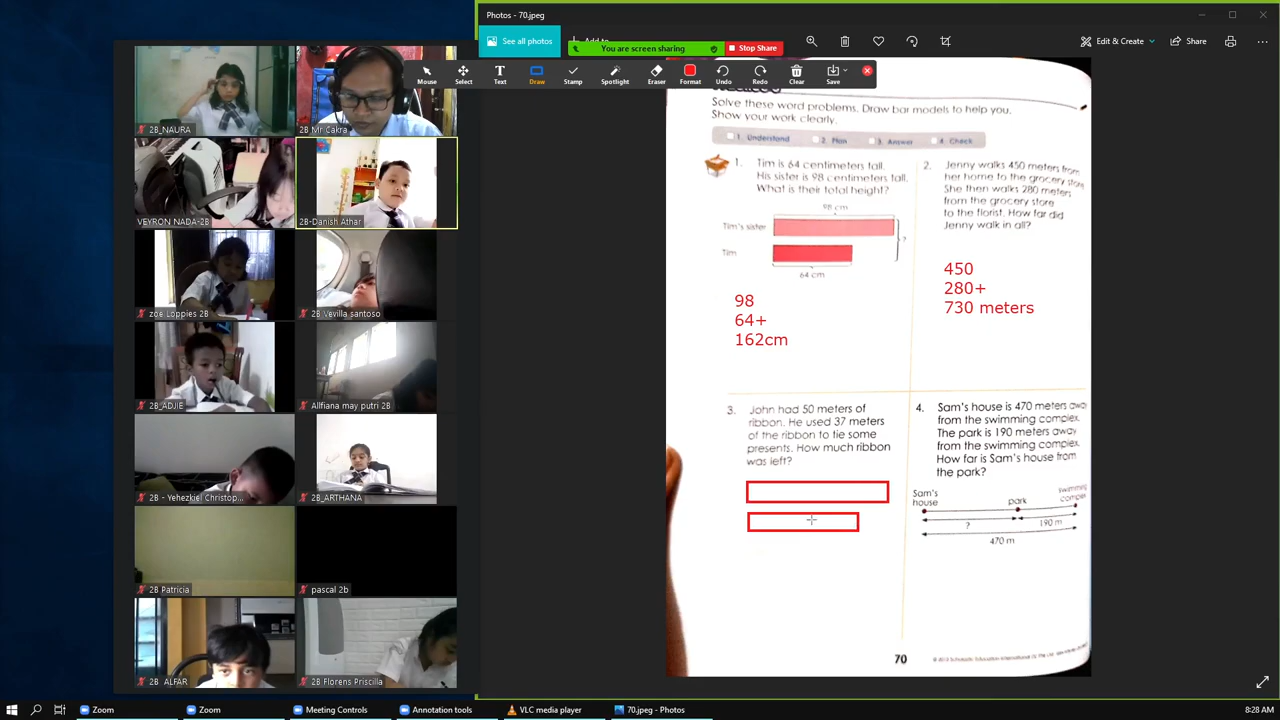 Photos - 70.jpeg
See all photos
Add to
You are screen sharing
Stop Share
Edit & Create
Share
Mouse
Select
Text
Draw
Stamp
Spotlight
Eraser
Format
Undo
Redo
Clear
Save
2B_NAURA
2B Mr Cakra
VEYRON NADA-2B
2B-Danish Athar
zoe Loppies 2B
2B Vevilla santoso
2B_ADJIE
Allfiana may putri 2B
2B - Yehezkiel Christop...
2B_ARTHANA
2B Patricia
pascal 2b
2B_ALFAR
2B Florens Priscilla
Solve these word problems. Draw bar models to help you.
Show your work clearly.
1. Understand 2. Plan 3. Answer 4. Check
1. Tim is 64 centimeters tall.
His sister is 98 centimeters tall.
What is their total height?
98 cm
Tim's sister
?
Tim
64 cm
98
64+
162cm
2. Jenny walks 450 meters from
her home to the grocery store
She then walks 280 meters
from the grocery store
to the florist. How far did
Jenny walk in all?
450
280+
730 meters
3. John had 50 meters of
ribbon. He used 37 meters
of the ribbon to tie some
presents. How much ribbon
was left?
4. Sam's house is 470 meters away
from the swimming complex.
The park is 190 meters away
from the swimming complex.
How far is Sam's house from
the park?
Sam's
house
park
swimming
complex
?
190 m
470 m
70
Zoom
Zoom
Meeting Controls
Annotation tools
VLC media player
70.jpeg - Photos
8:28 AM